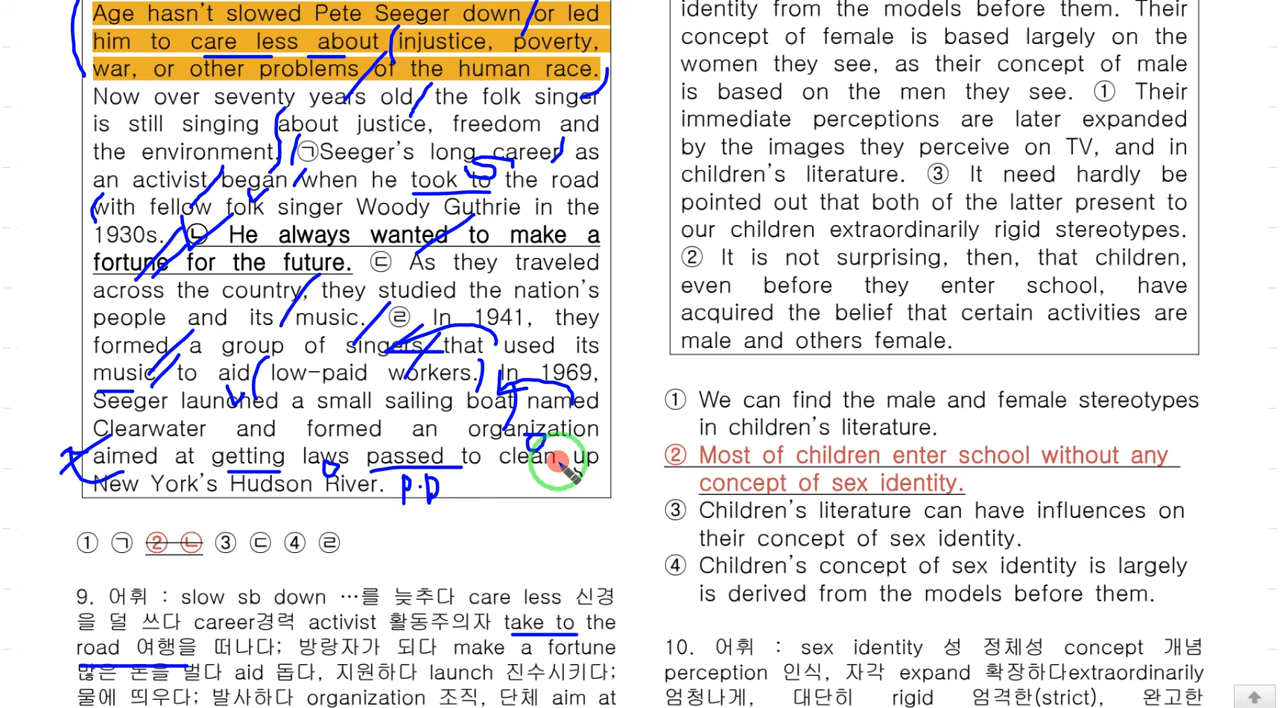 Age hasn't slowed Pete Seeger down or led
him to care less about injustice, poverty,
war, or other problems of the human race.
Now over seventy years old, the folk singer
is still singing about justice, freedom and
the environment. ㉠Seeger's long career as
an activist began when he took to the road
with fellow folk singer Woody Guthrie in the
1930s. ㉡ He always wanted to make a
fortune for the future. ㉢ As they traveled
across the country, they studied the nation's
people and its music. ㉣ In 1941, they
formed a group of singers that used its
music to aid low-paid workers. In 1969,
Seeger launched a small sailing boat named
Clearwater and formed an organization
aimed at getting laws passed to clean up
New York's Hudson River.
p.p
① ㉠ ② ㉡ ③ ㉢ ④ ㉣
9. 어휘 : slow sb down …를 늦추다 care less 신경
을 덜 쓰다 career경력 activist 활동주의자 take to the
road 여행을 떠나다; 방랑자가 되다 make a fortune
많은 돈을 벌다 aid 돕다, 지원하다 launch 진수시키다;
물에 띄우다; 발사하다 organization 조직, 단체 aim at
identity from the models before them. Their
concept of female is based largely on the
women they see, as their concept of male
is based on the men they see. ① Their
immediate perceptions are later expanded
by the images they perceive on TV, and in
children's literature. ③ It need hardly be
pointed out that both of the latter present to
our children extraordinarily rigid stereotypes.
② It is not surprising, then, that children,
even before they enter school, have
acquired the belief that certain activities are
male and others female.
① We can find the male and female stereotypes
in children's literature.
② Most of children enter school without any
concept of sex identity.
③ Children's literature can have influences on
their concept of sex identity.
④ Children's concept of sex identity is largely
is derived from the models before them.
10. 어휘 : sex identity 성 정체성 concept 개념
perception 인식, 자각 expand 확장하다extraordinarily
엄청나게, 대단히 rigid 엄격한(strict), 완고한